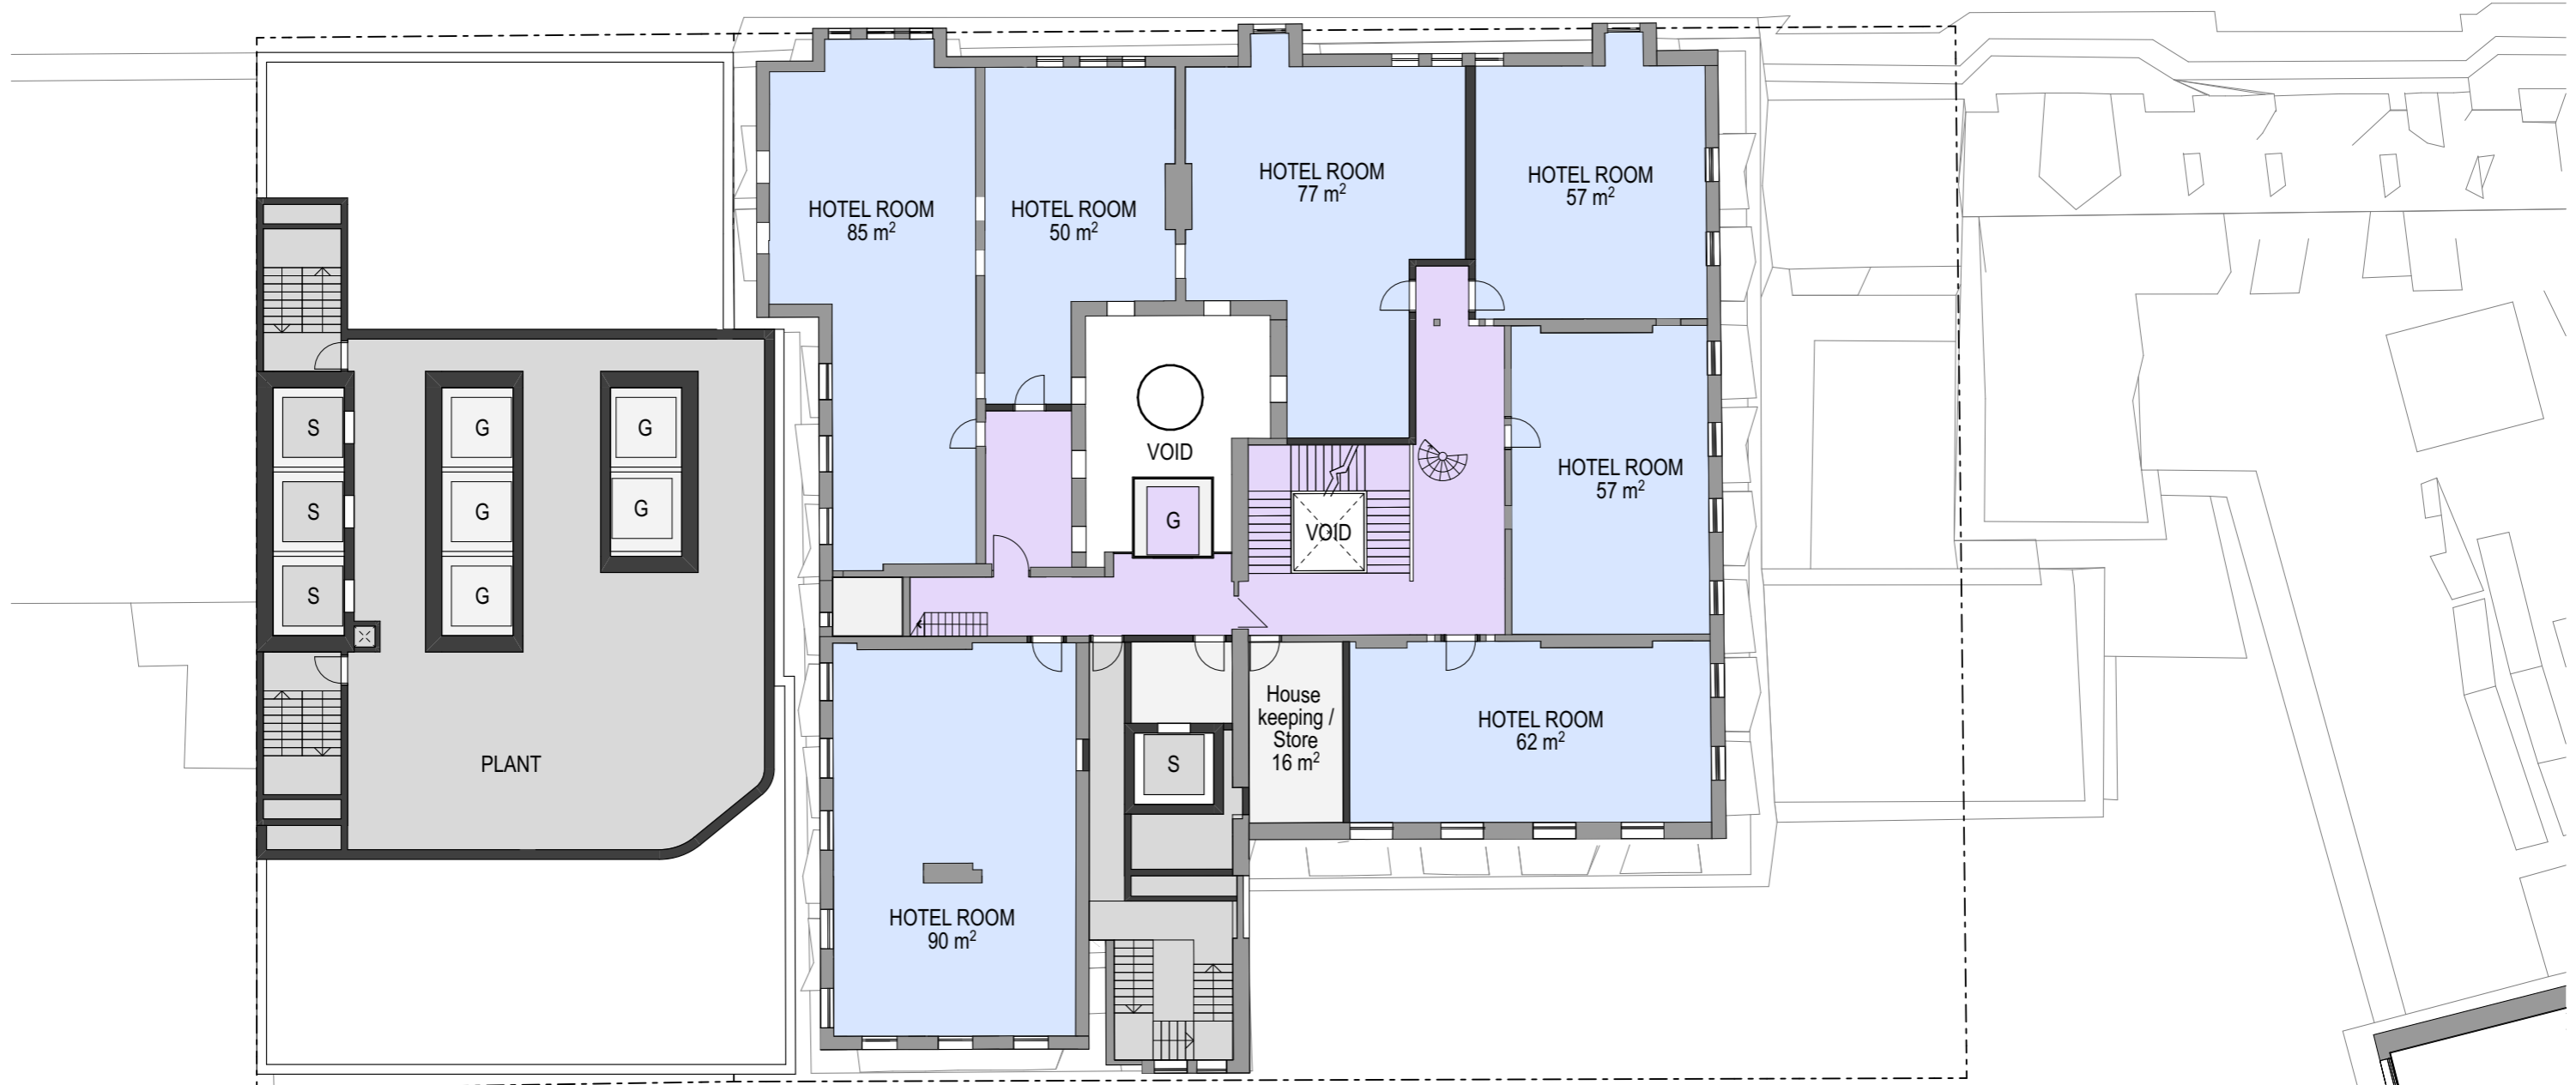 HOTEL ROOM
85 m²
HOTEL ROOM
50 m²
HOTEL ROOM
77 m²
HOTEL ROOM
57 m²
S
G
G
S
G
G
S
G
VOID
G
VOID
HOTEL ROOM
57 m²
PLANT
S
House
keeping /
Store
16 m²
HOTEL ROOM
62 m²
HOTEL ROOM
90 m²